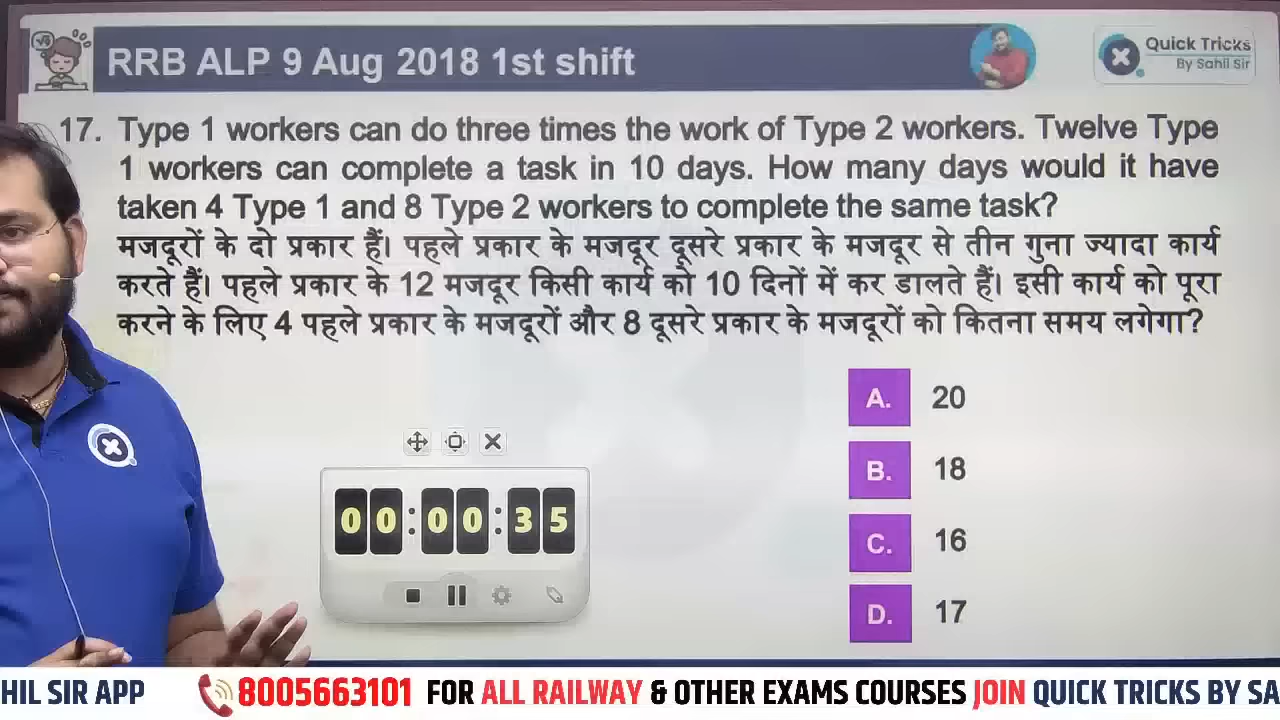 RRB ALP 9 Aug 2018 1st shift
Quick Tricks
By Sahil Sir
17. Type 1 workers can do three times the work of Type 2 workers. Twelve Type
1 workers can complete a task in 10 days. How many days would it have
taken 4 Type 1 and 8 Type 2 workers to complete the same task?
मजदूरों के दो प्रकार हैं। पहले प्रकार के मजदूर दूसरे प्रकार के मजदूर से तीन गुना ज्यादा कार्य
करते हैं। पहले प्रकार के 12 मजदूर किसी कार्य को 10 दिनों में कर डालते हैं। इसी कार्य को पूरा
करने के लिए 4 पहले प्रकार के मजदूरों और 8 दूसरे प्रकार के मजदूरों को कितना समय लगेगा?
A. 20
B. 18
C. 16
D. 17
00:00:35
HIL SIR APP 8005663101 FOR ALL RAILWAY & OTHER EXAMS COURSES JOIN QUICK TRICKS BY SA